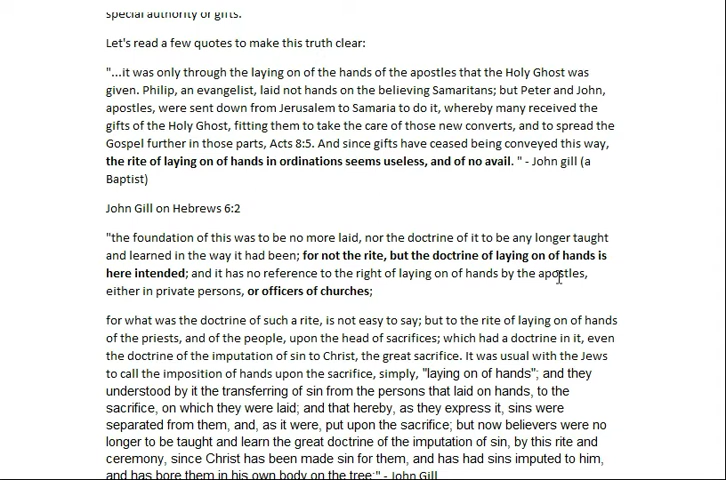 special authority or gifts.
Let's read a few quotes to make this truth clear:
"...it was only through the laying on of the hands of the apostles that the Holy Ghost was
given. Philip, an evangelist, laid not hands on the believing Samaritans; but Peter and John,
apostles, were sent down from Jerusalem to Samaria to do it, whereby many received the
gifts of the Holy Ghost, fitting them to take the care of those new converts, and to spread the
Gospel further in those parts, Acts 8:5. And since gifts have ceased being conveyed this way,
the rite of laying on of hands in ordinations seems useless, and of no avail. " - John gill (a
Baptist)
John Gill on Hebrews 6:2
"the foundation of this was to be no more laid, nor the doctrine of it to be any longer taught
and learned in the way it had been; for not the rite, but the doctrine of laying on of hands is
here intended; and it has no reference to the right of laying on of hands by the apostles,
either in private persons, or officers of churches;
for what was the doctrine of such a rite, is not easy to say; but to the rite of laying on of hands
of the priests, and of the people, upon the head of sacrifices; which had a doctrine in it, even
the doctrine of the imputation of sin to Christ, the great sacrifice. It was usual with the Jews
to call the imposition of hands upon the sacrifice, simply, "laying on of hands"; and they
understood by it the transferring of sin from the persons that laid on hands, to the
sacrifice, on which they were laid; and that hereby, as they express it, sins were
separated from them, and, as it were, put upon the sacrifice; but now believers were no
longer to be taught and learn the great doctrine of the imputation of sin, by this rite and
ceremony, since Christ has been made sin for them, and has had sins imputed to him,
and has bore them in his own body on the tree:" - John Gill